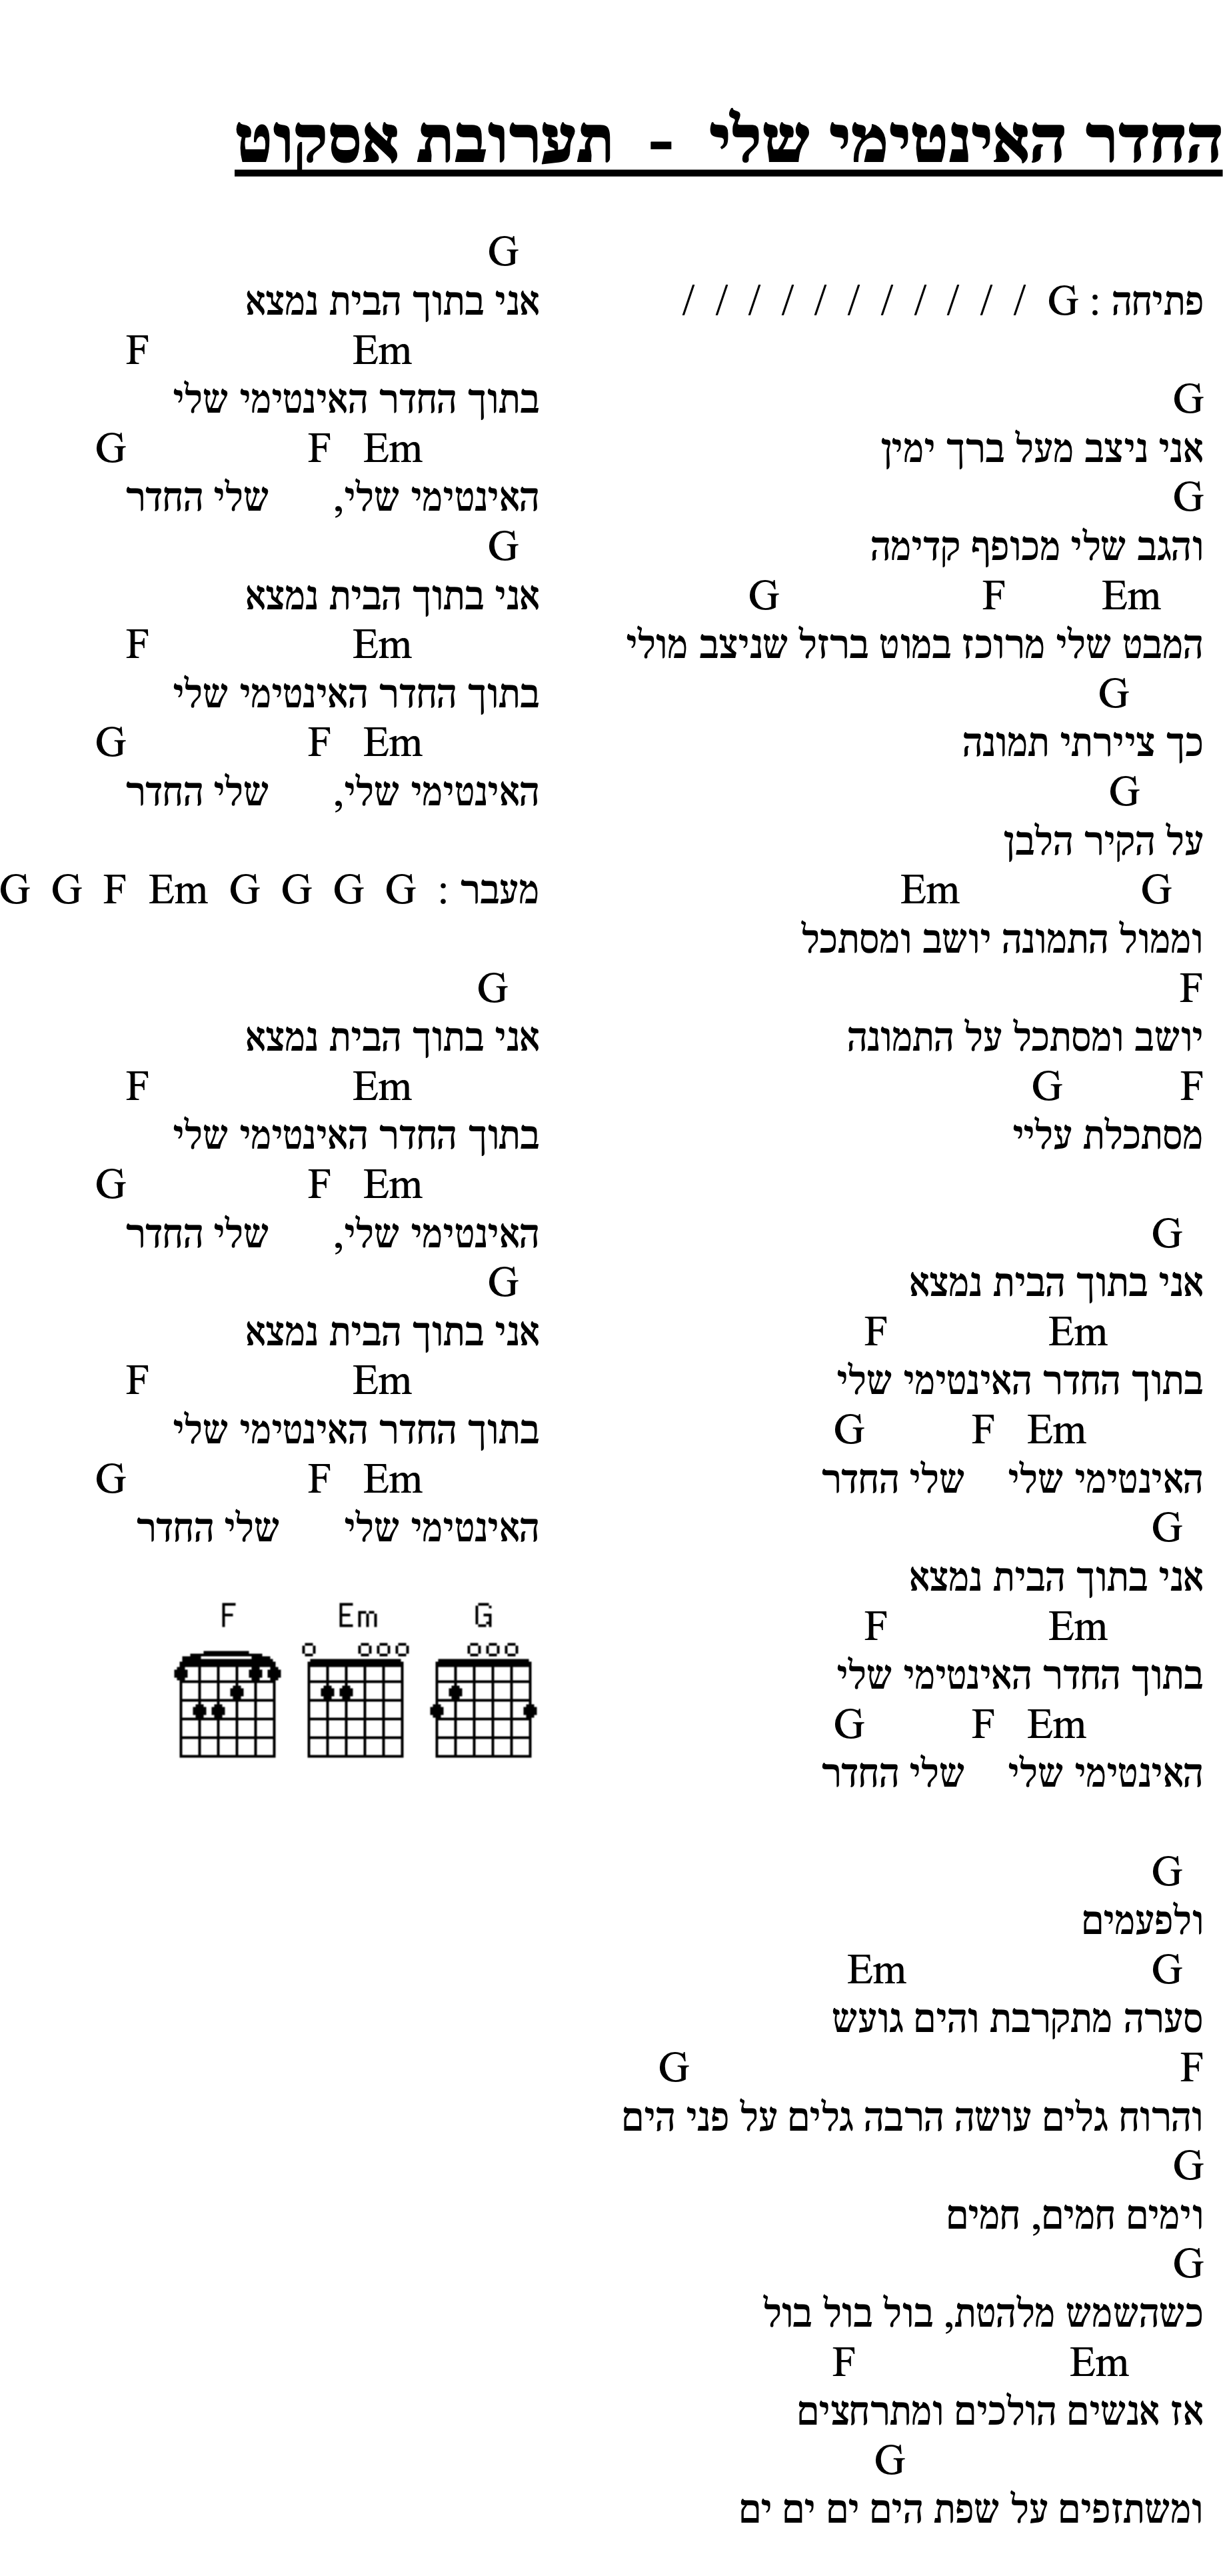 החדר האינטימי שלי - תערובת אסקוט
פתיחה : G / / / / / / / / / / /
G
אני ניצב מעל ברך ימין
G
והגב שלי מכופף קדימה
Em F G
המבט שלי מרוכז במוט ברזל שניצב מולי
G
כך ציירתי תמונה
G
על הקיר הלבן
G Em
וממול התמונה יושב ומסתכל
F
יושב ומסתכל על התמונה
F G
מסתכלת עליי
G
אני בתוך הבית נמצא
Em F
בתוך החדר האינטימי שלי
Em F G
האינטימי שלי שלי החדר
G
אני בתוך הבית נמצא
Em F
בתוך החדר האינטימי שלי
Em F G
האינטימי שלי שלי החדר
G
ולפעמים
G Em
סערה מתקרבת והים גועש
F G
והרוח גלים עושה הרבה גלים על פני הים
G
וימים חמים, חמים
G
כשהשמש מלהטת, בול בול בול
Em F
אז אנשים הולכים ומתרחצים
G
ומשתזפים על שפת הים ים ים ים
G
אני בתוך הבית נמצא
Em F
בתוך החדר האינטימי שלי
Em F G
האינטימי שלי, שלי החדר
G
אני בתוך הבית נמצא
Em F
בתוך החדר האינטימי שלי
Em F G
האינטימי שלי, שלי החדר
מעבר : G G G G Em F G G
G
אני בתוך הבית נמצא
Em F
בתוך החדר האינטימי שלי
Em F G
האינטימי שלי, שלי החדר
G
אני בתוך הבית נמצא
Em F
בתוך החדר האינטימי שלי
Em F G
האינטימי שלי שלי החדר
G Em F